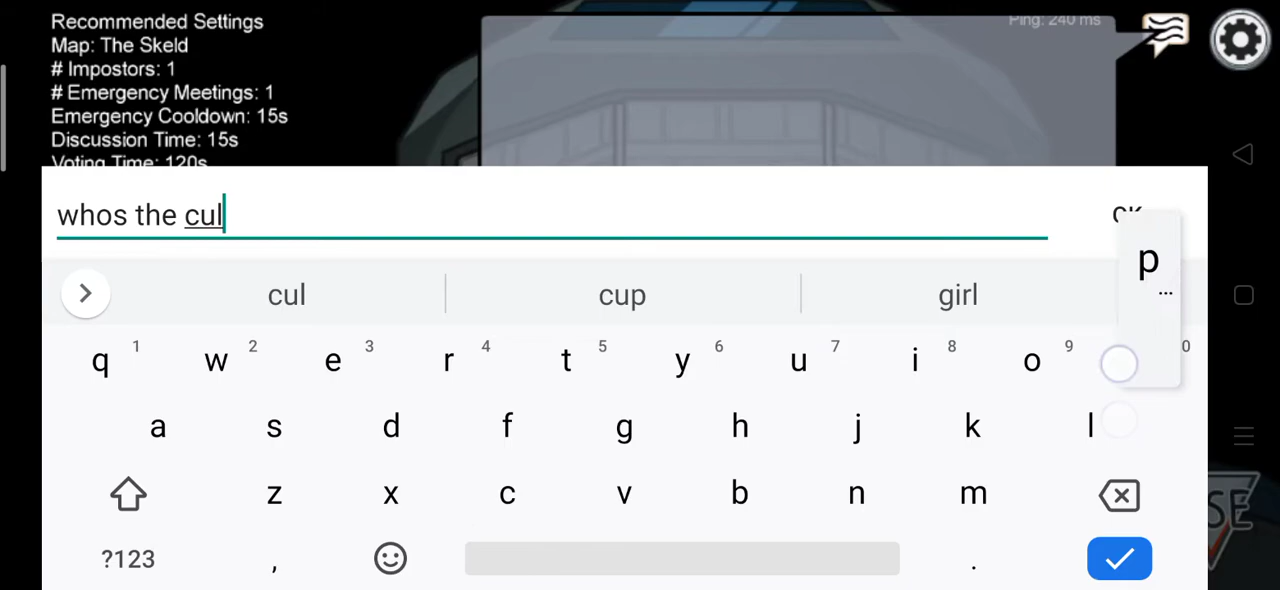 Recommended Settings
Map: The Skeld
# Impostors: 1
# Emergency Meetings: 1
Emergency Cooldown: 15s
Discussion Time: 15s
Voting Time: 120s
Ping: 240 ms
whos the cul
OK
p
...
cul cup girl
1 2 3 4 5 6 7 8 9 0
q w e r t y u i o
a s d f g h j k l
z x c v b n m
?123 , .